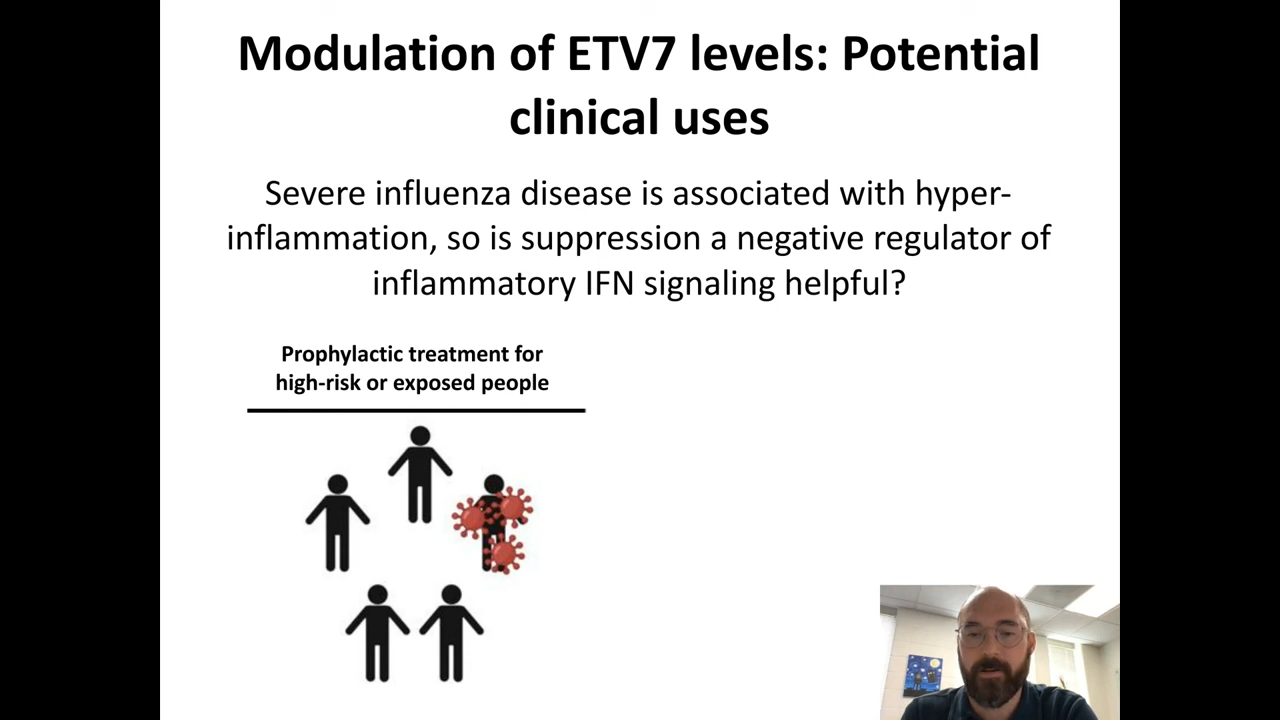 Modulation of ETV7 levels: Potential
clinical uses
Severe influenza disease is associated with hyper-
inflammation, so is suppression a negative regulator of
inflammatory IFN signaling helpful?
Prophylactic treatment for
high-risk or exposed people